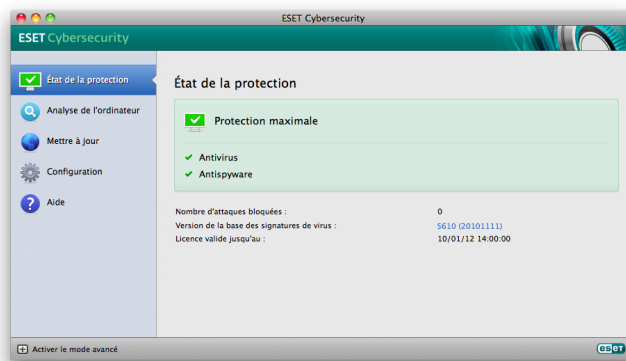 ESET Cybersecurity
ESET Cybersecurity
État de la protection
Analyse de l'ordinateur
Mettre à jour
Configuration
Aide
État de la protection
Protection maximale
Antivirus
Antispyware
Nombre d'attaques bloquées : 0
Version de la base des signatures de virus : 5610 (20101111)
Licence valide jusqu'au : 10/01/12 14:00:00
Activer le mode avancé
eset